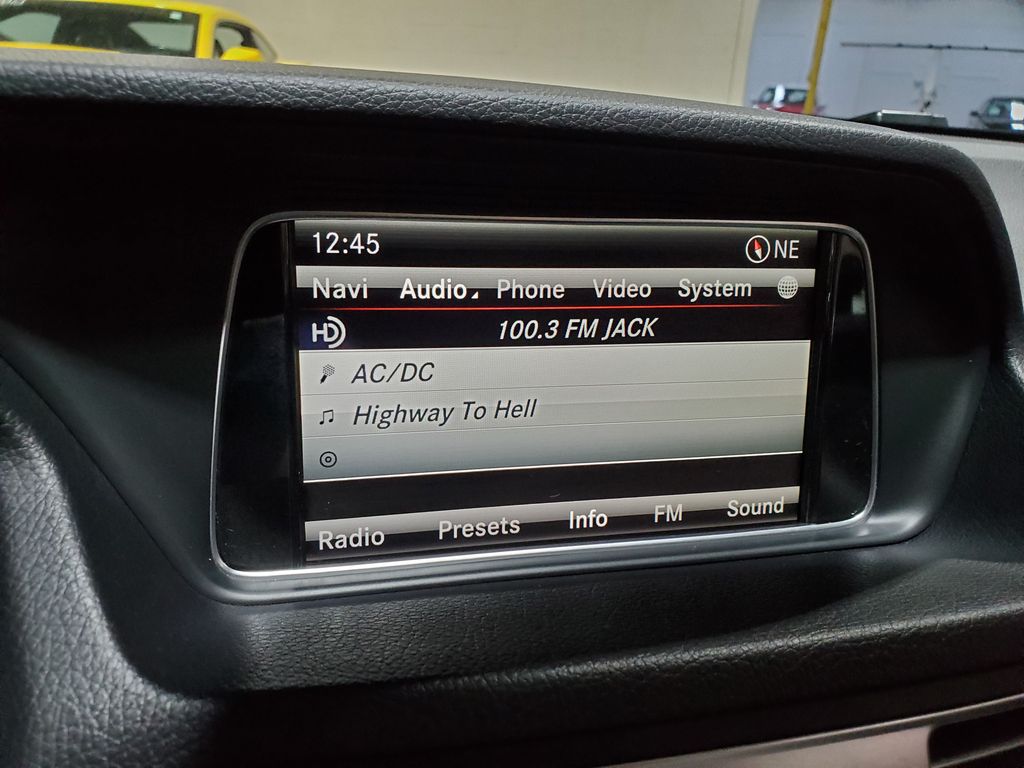 12:45 NE
Navi Audio Phone Video System
HD 100.3 FM JACK
AC/DC
Highway To Hell
Radio Presets Info FM Sound